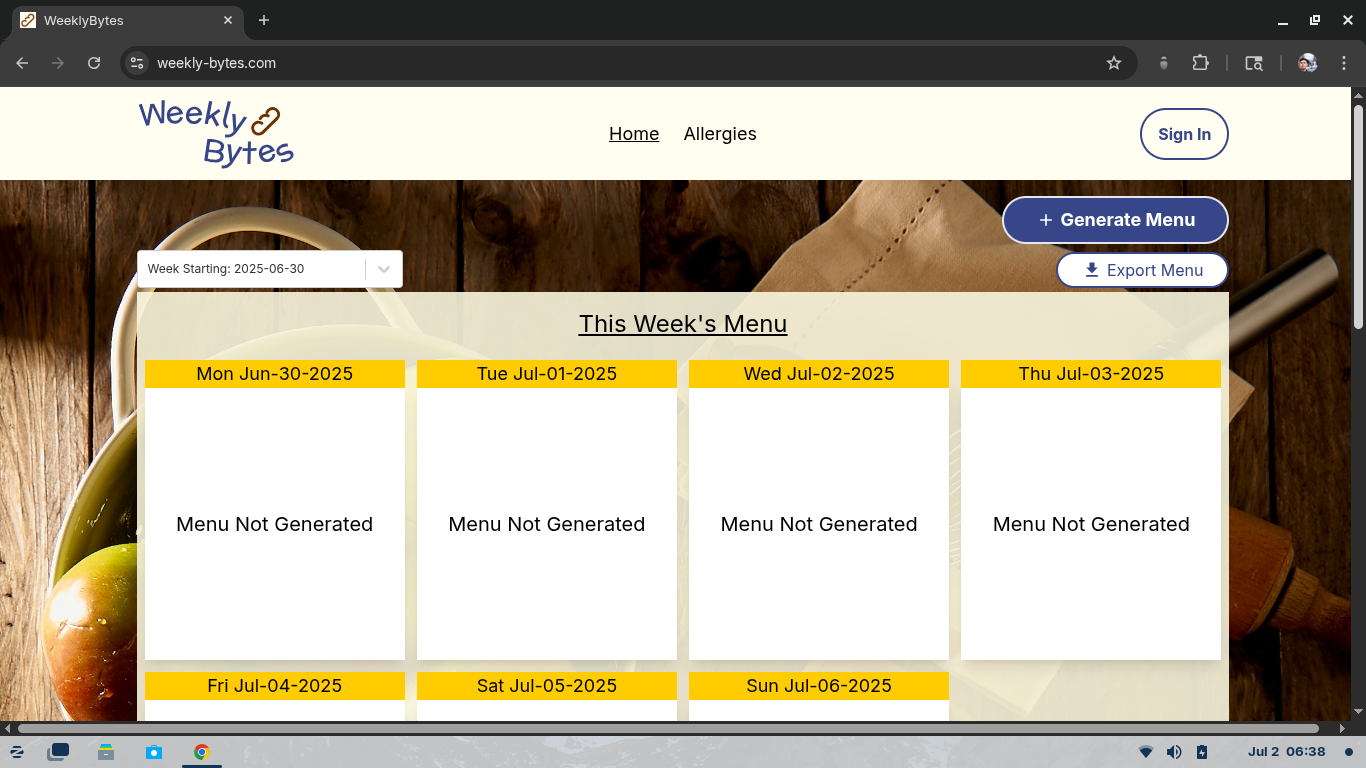 WeeklyBytes
weekly-bytes.com
Weekly
Bytes
Home
Allergies
Sign In
Generate Menu
Week Starting: 2025-06-30
Export Menu
This Week's Menu
Mon Jun-30-2025
Tue Jul-01-2025
Wed Jul-02-2025
Thu Jul-03-2025
Menu Not Generated
Menu Not Generated
Menu Not Generated
Menu Not Generated
Fri Jul-04-2025
Sat Jul-05-2025
Sun Jul-06-2025
Jul 2 06:38